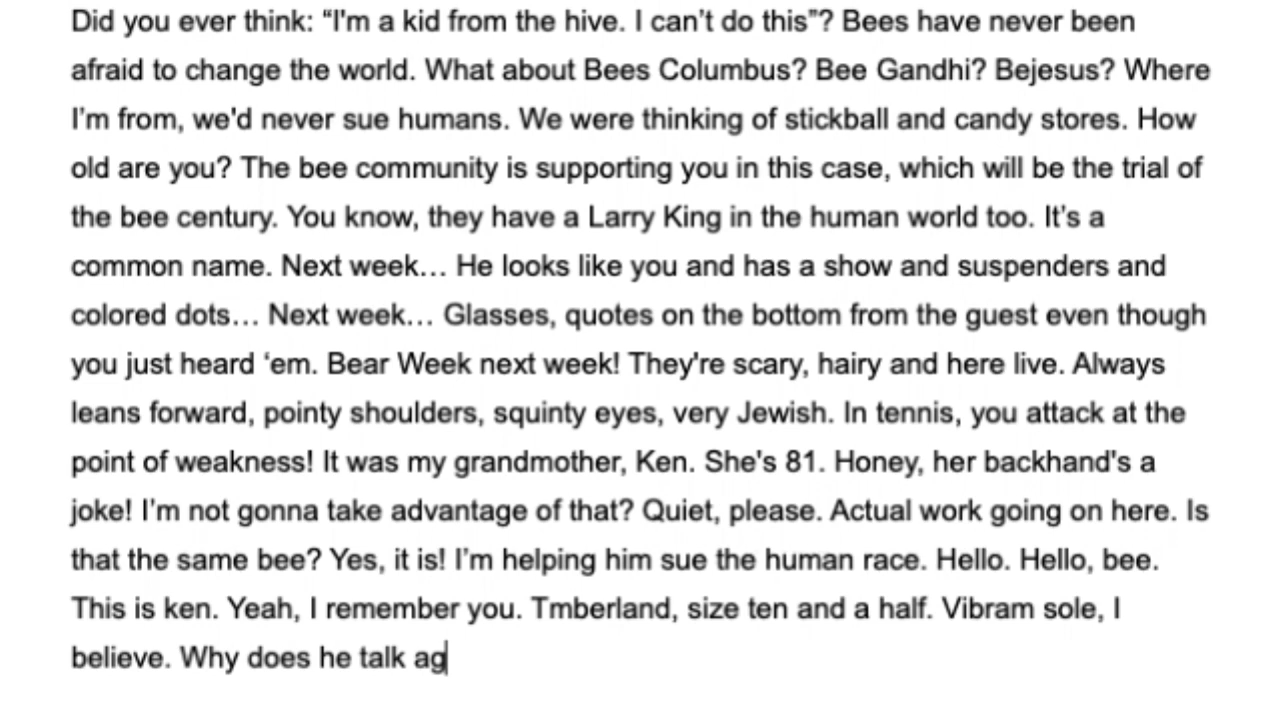 Did you ever think: “I'm a kid from the hive. I can’t do this”? Bees have never been
afraid to change the world. What about Bees Columbus? Bee Gandhi? Bejesus? Where
I’m from, we'd never sue humans. We were thinking of stickball and candy stores. How
old are you? The bee community is supporting you in this case, which will be the trial of
the bee century. You know, they have a Larry King in the human world too. It’s a
common name. Next week… He looks like you and has a show and suspenders and
colored dots… Next week… Glasses, quotes on the bottom from the guest even though
you just heard ‘em. Bear Week next week! They're scary, hairy and here live. Always
leans forward, pointy shoulders, squinty eyes, very Jewish. In tennis, you attack at the
point of weakness! It was my grandmother, Ken. She's 81. Honey, her backhand's a
joke! I’m not gonna take advantage of that? Quiet, please. Actual work going on here. Is
that the same bee? Yes, it is! I’m helping him sue the human race. Hello. Hello, bee.
This is ken. Yeah, I remember you. Tmberland, size ten and a half. Vibram sole, I
believe. Why does he talk ag